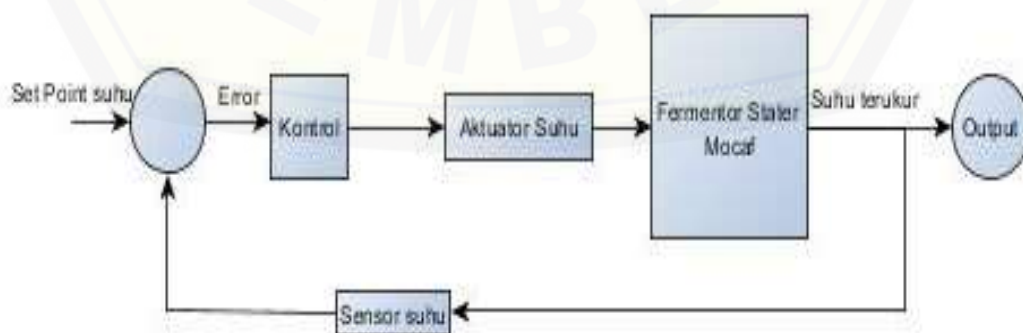 Set Point suhu
Error
Kontrol
Aktuator Suhu
Fermentor Stater
Mocaf
Suhu terukur
Output
Sensor suhu